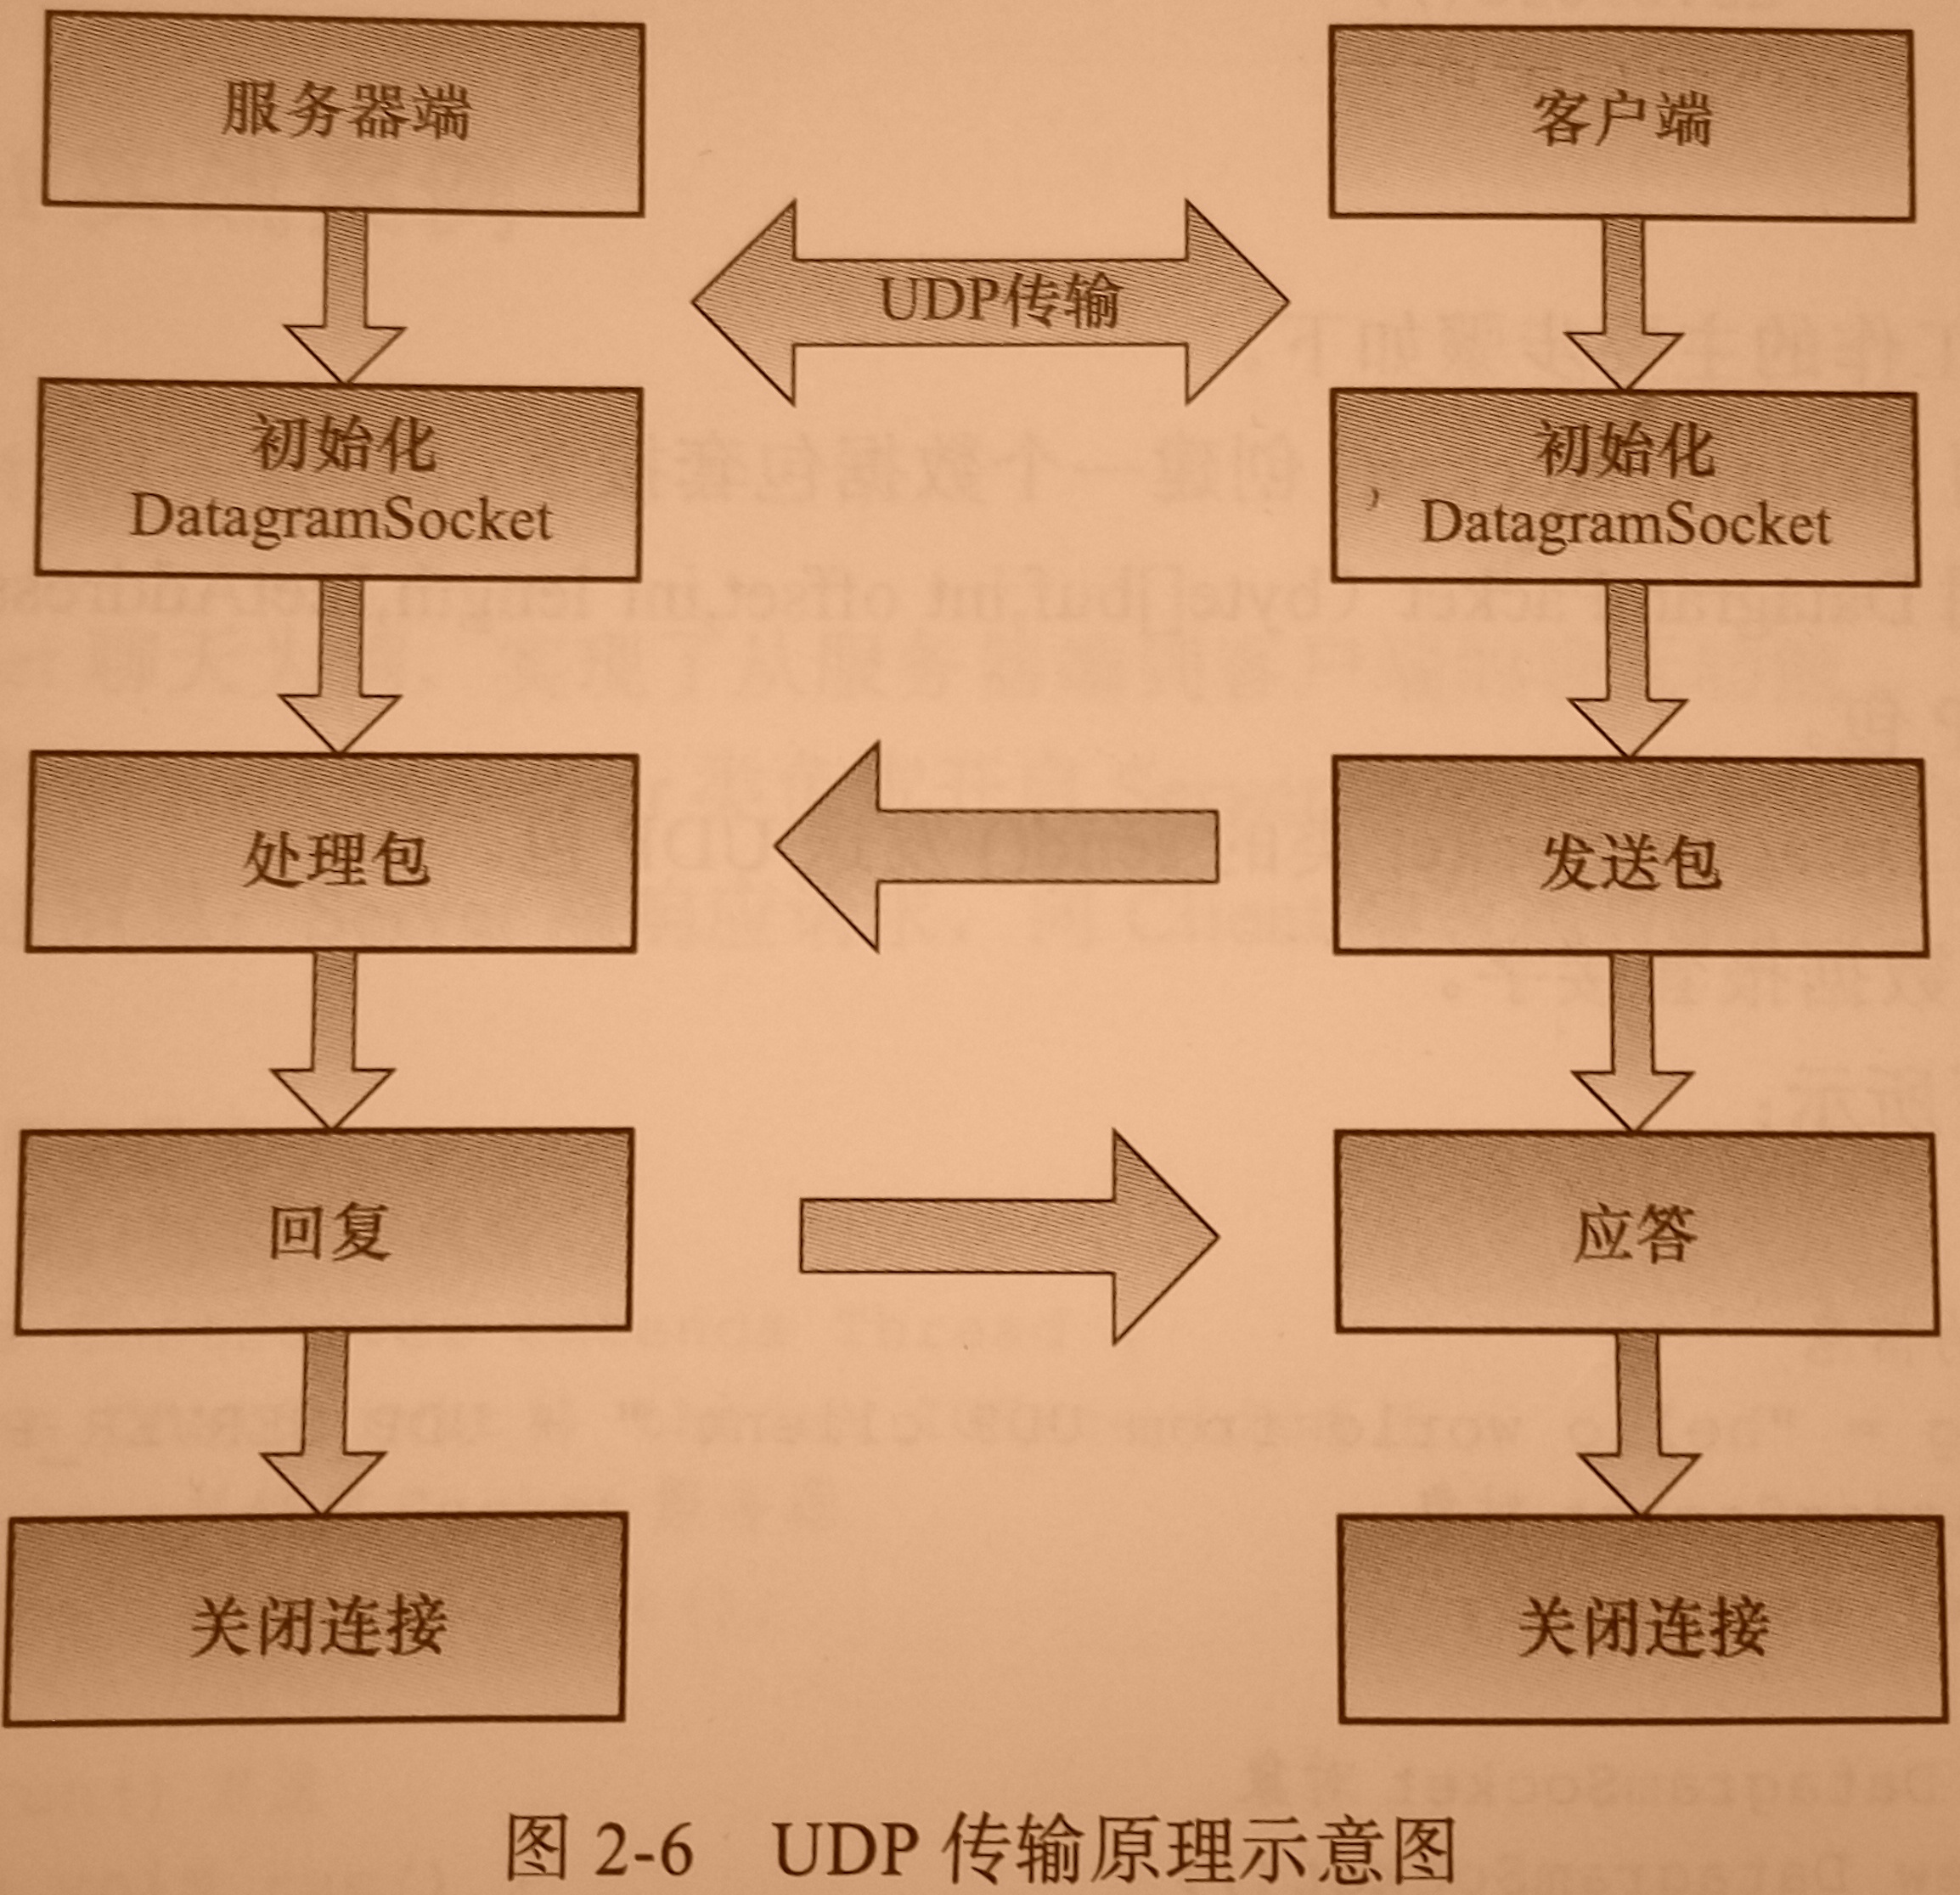 服务器端
客户端
UDP传输
初始化
DatagramSocket
初始化
DatagramSocket
处理包
发送包
回复
应答
关闭连接
关闭连接
图 2-6 UDP 传输原理示意图